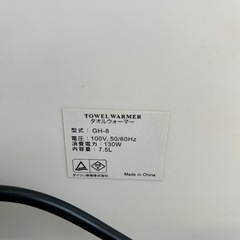 TOWEL WARMER
タオルウォーマー
型式： GH-8
電圧：100V, 50/60Hz
消費電力：130W
内容量：7.5L
Made in China